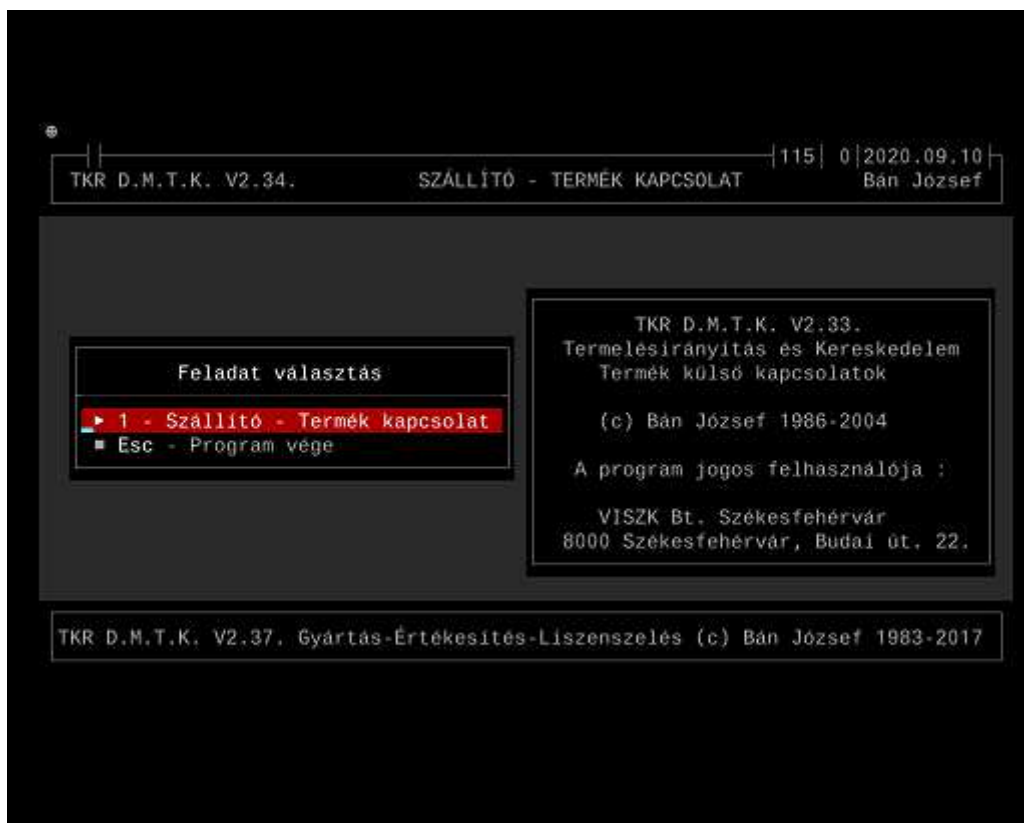 115 0 2020.09.10
TKR D.M.T.K. V2.34. SZÁLLÍTÓ - TERMÉK KAPCSOLAT Bán József
TKR D.M.T.K. V2.33.
Termelésirányítás és Kereskedelem
Termék külső kapcsolatok
(c) Bán József 1986-2004
A program jogos felhasználója :
VISZK Bt. Székesfehérvár
8000 Székesfehérvár, Budai út. 22.
Feladat választás
1 - Szállító - Termék kapcsolat
Esc - Program vége
TKR D.M.T.K. V2.37. Gyártás-Értékesítés-Liszenszelés (c) Bán József 1983-2017